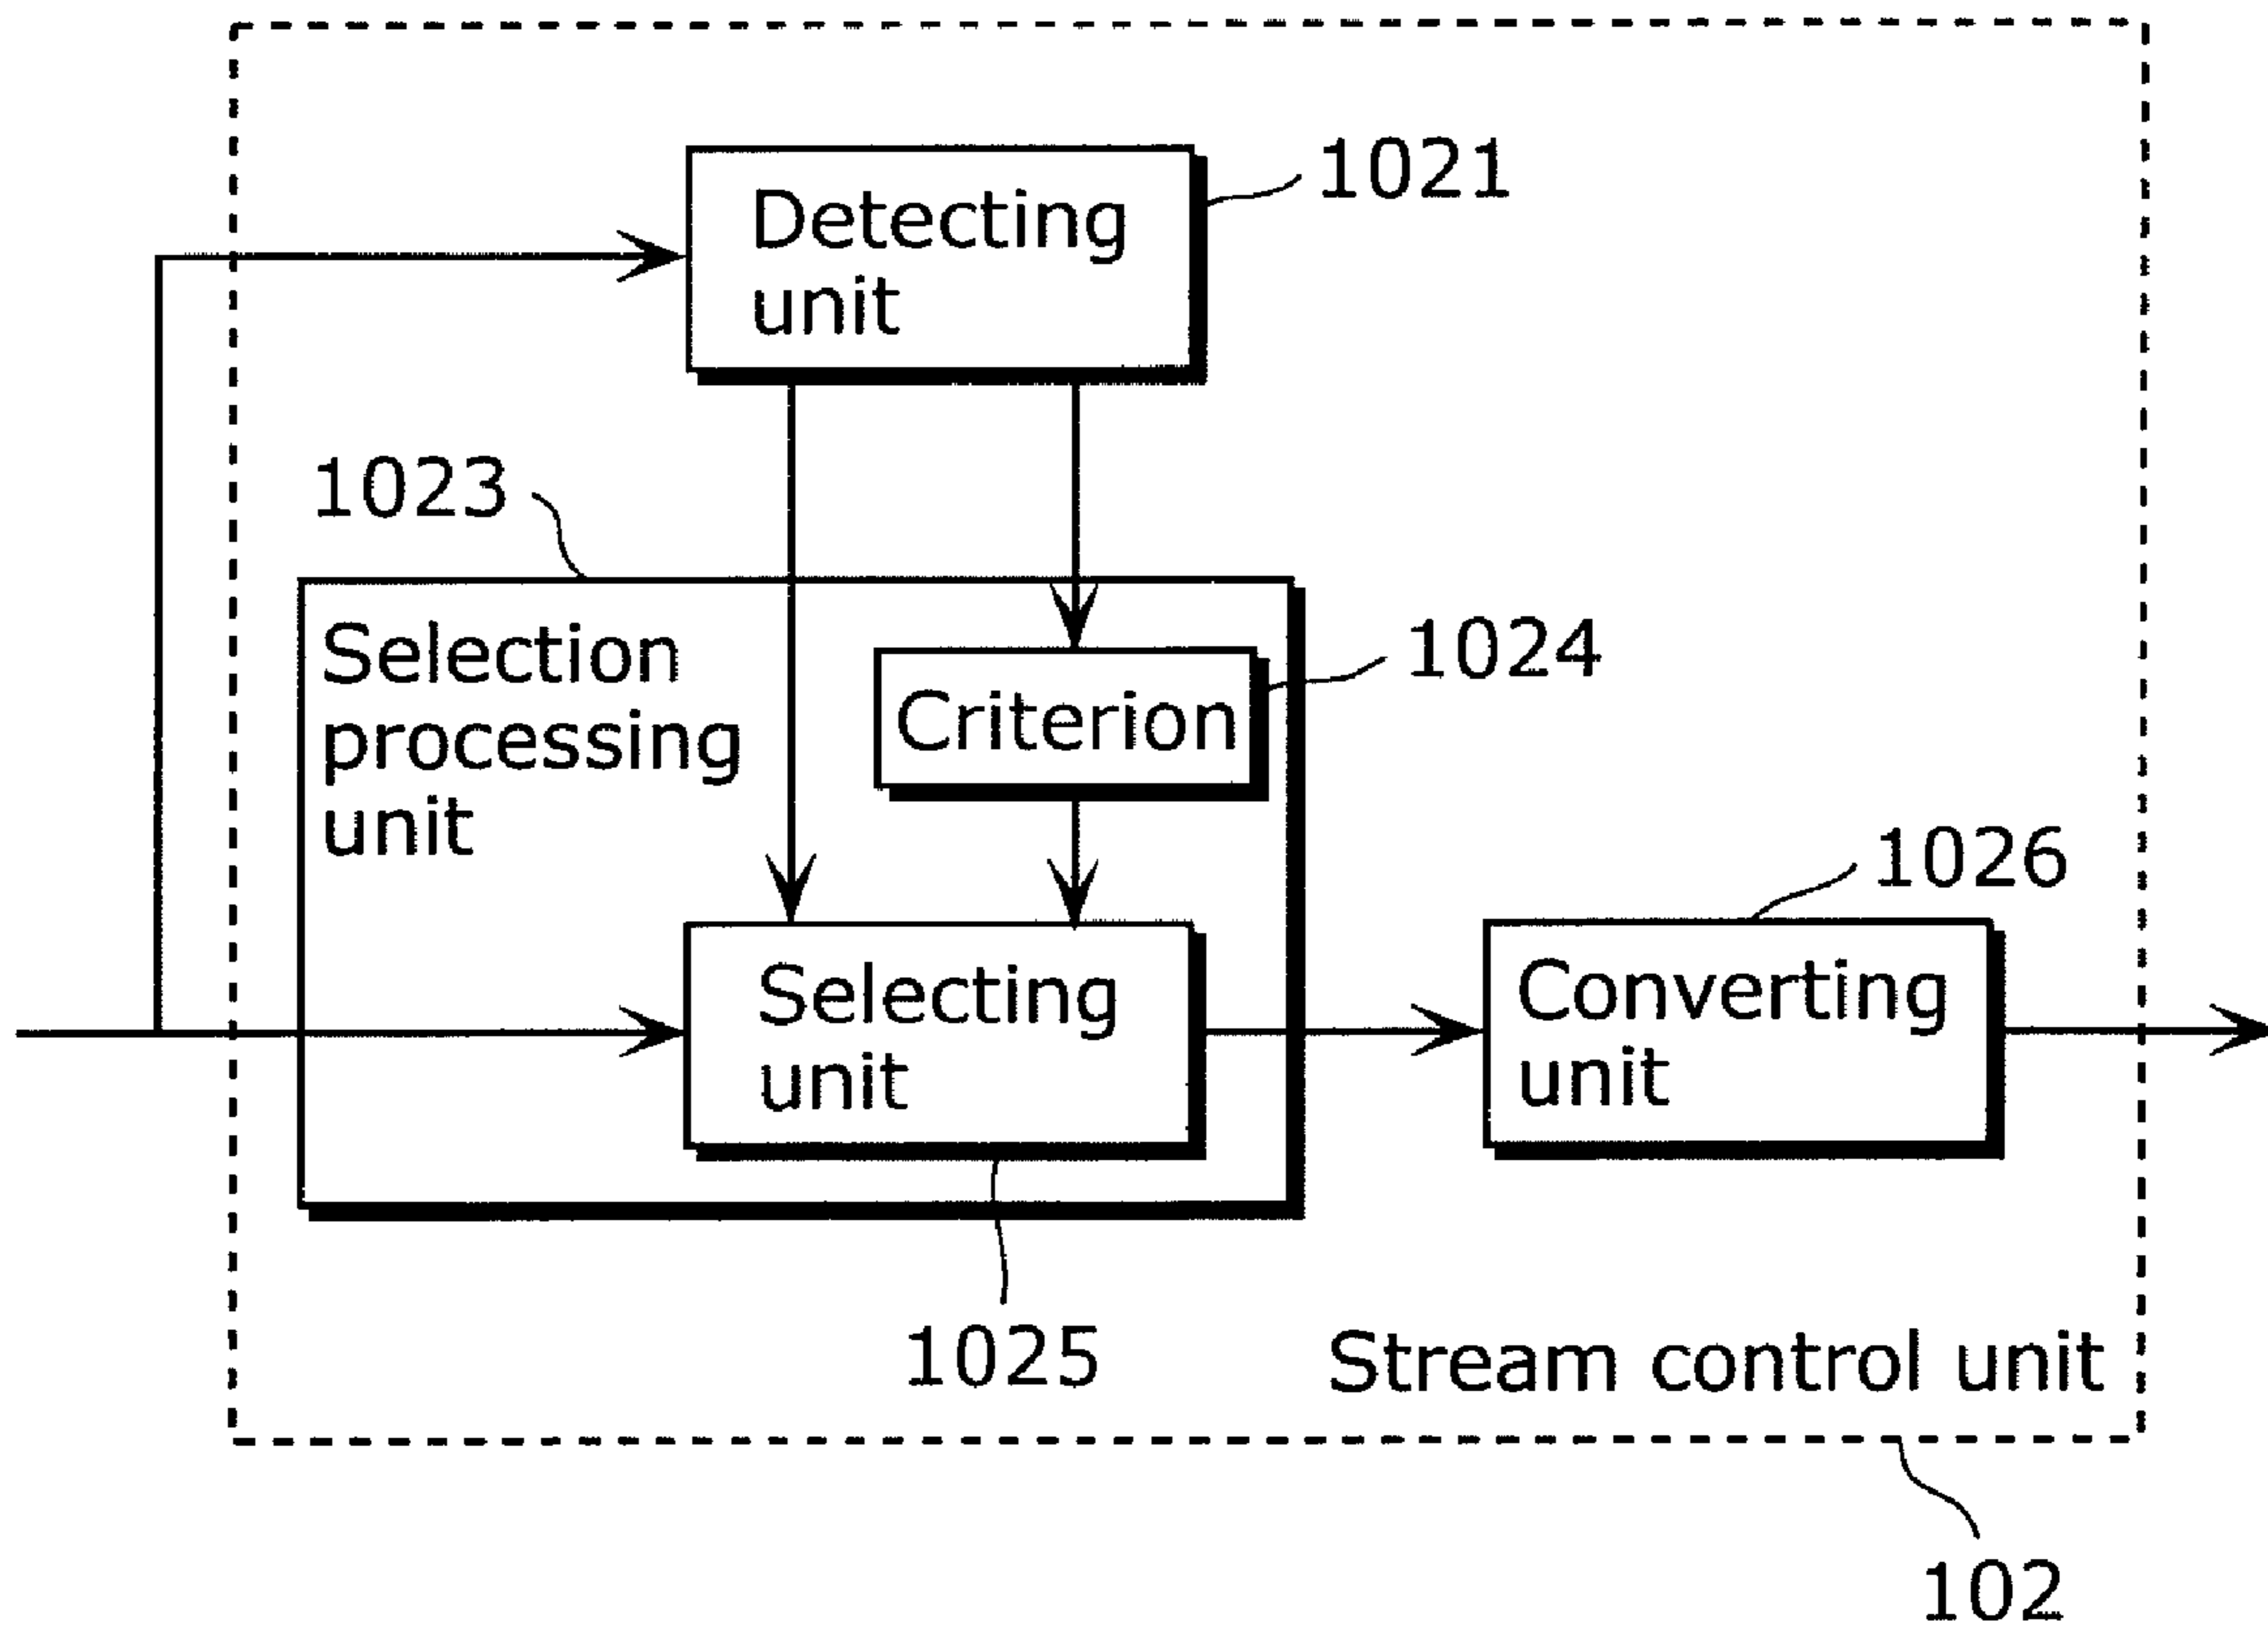 1021
Detecting
unit
1023
Selection
processing
unit
1024
Criterion
1026
Selecting
unit
Converting
unit
1025
Stream control unit
102